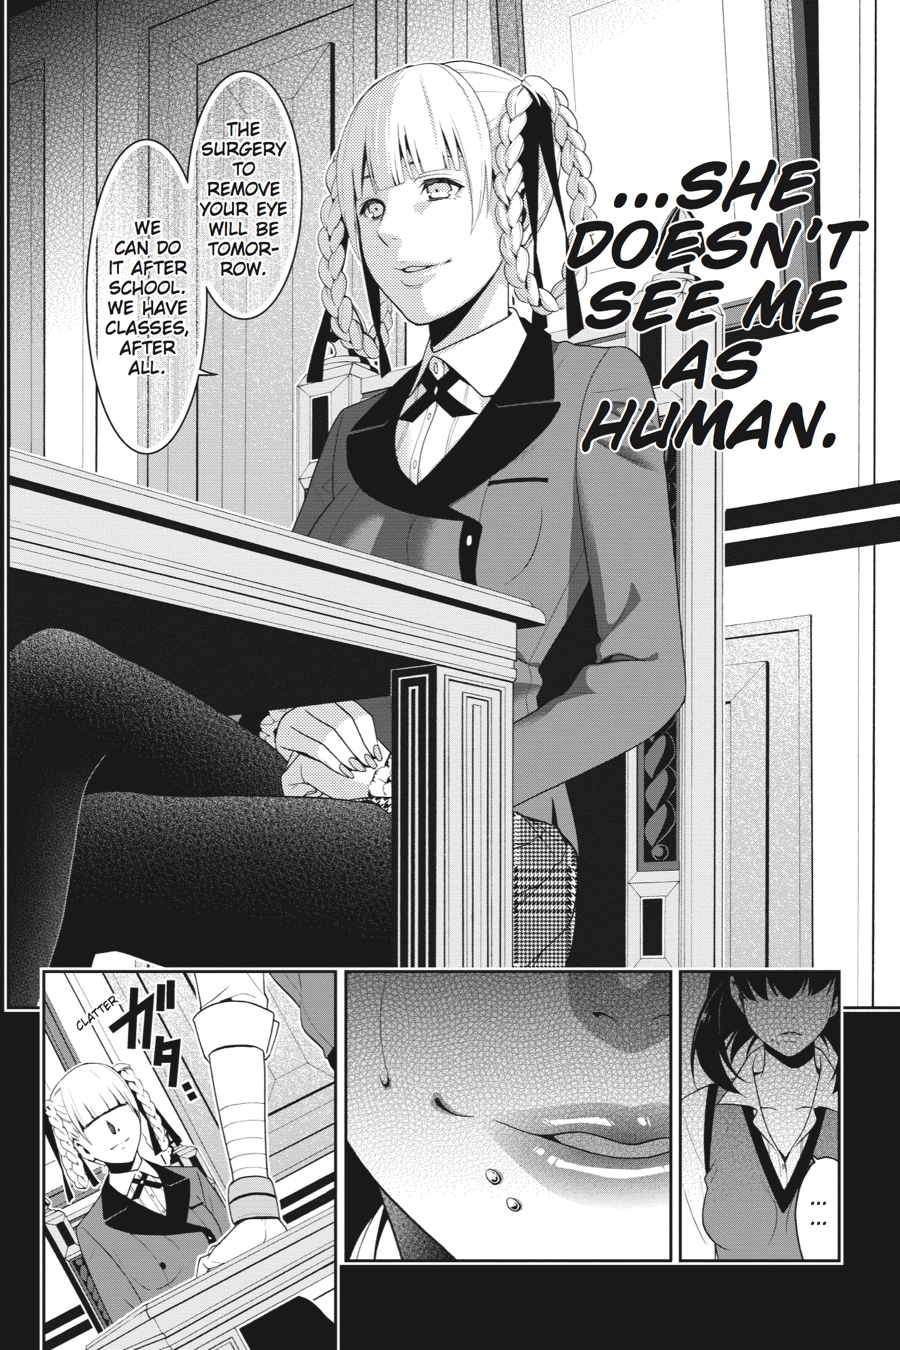 ...SHE
DOESN'T
SEE ME
AS
HUMAN.
THE
SURGERY
TO
REMOVE
YOUR EYE
WILL BE
TOMOR-
ROW.
WE
CAN DO
IT AFTER
SCHOOL.
WE HAVE
CLASSES,
AFTER
ALL.
...
...
CLATTER
ガタ..